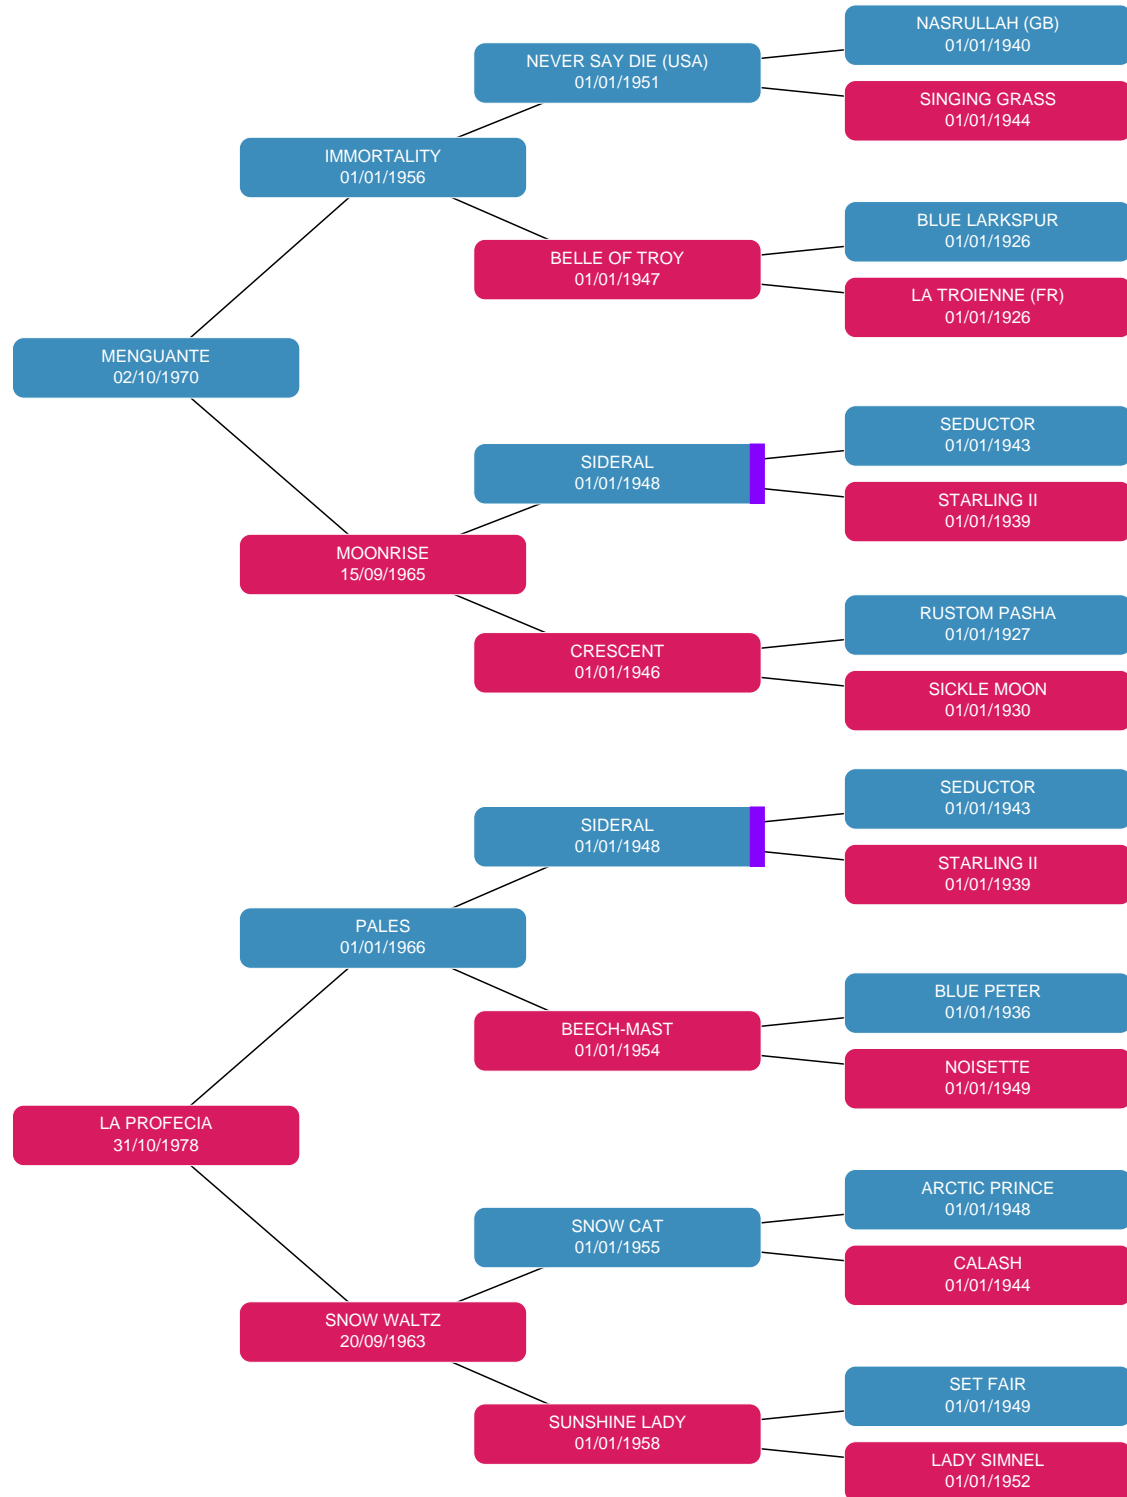 NASRULLAH (GB)
01/01/1940
NEVER SAY DIE (USA)
01/01/1951
SINGING GRASS
01/01/1944
IMMORTALITY
01/01/1956
BLUE LARKSPUR
01/01/1926
BELLE OF TROY
01/01/1947
LA TROIENNE (FR)
01/01/1926
MENGUANTE
02/10/1970
SEDUCTOR
01/01/1943
SIDERAL
01/01/1948
STARLING II
01/01/1939
MOONRISE
15/09/1965
RUSTOM PASHA
01/01/1927
CRESCENT
01/01/1946
SICKLE MOON
01/01/1930
SEDUCTOR
01/01/1943
SIDERAL
01/01/1948
STARLING II
01/01/1939
PALES
01/01/1966
BLUE PETER
01/01/1936
BEECH-MAST
01/01/1954
NOISETTE
01/01/1949
LA PROFECIA
31/10/1978
ARCTIC PRINCE
01/01/1948
SNOW CAT
01/01/1955
CALASH
01/01/1944
SNOW WALTZ
20/09/1963
SET FAIR
01/01/1949
SUNSHINE LADY
01/01/1958
LADY SIMNEL
01/01/1952